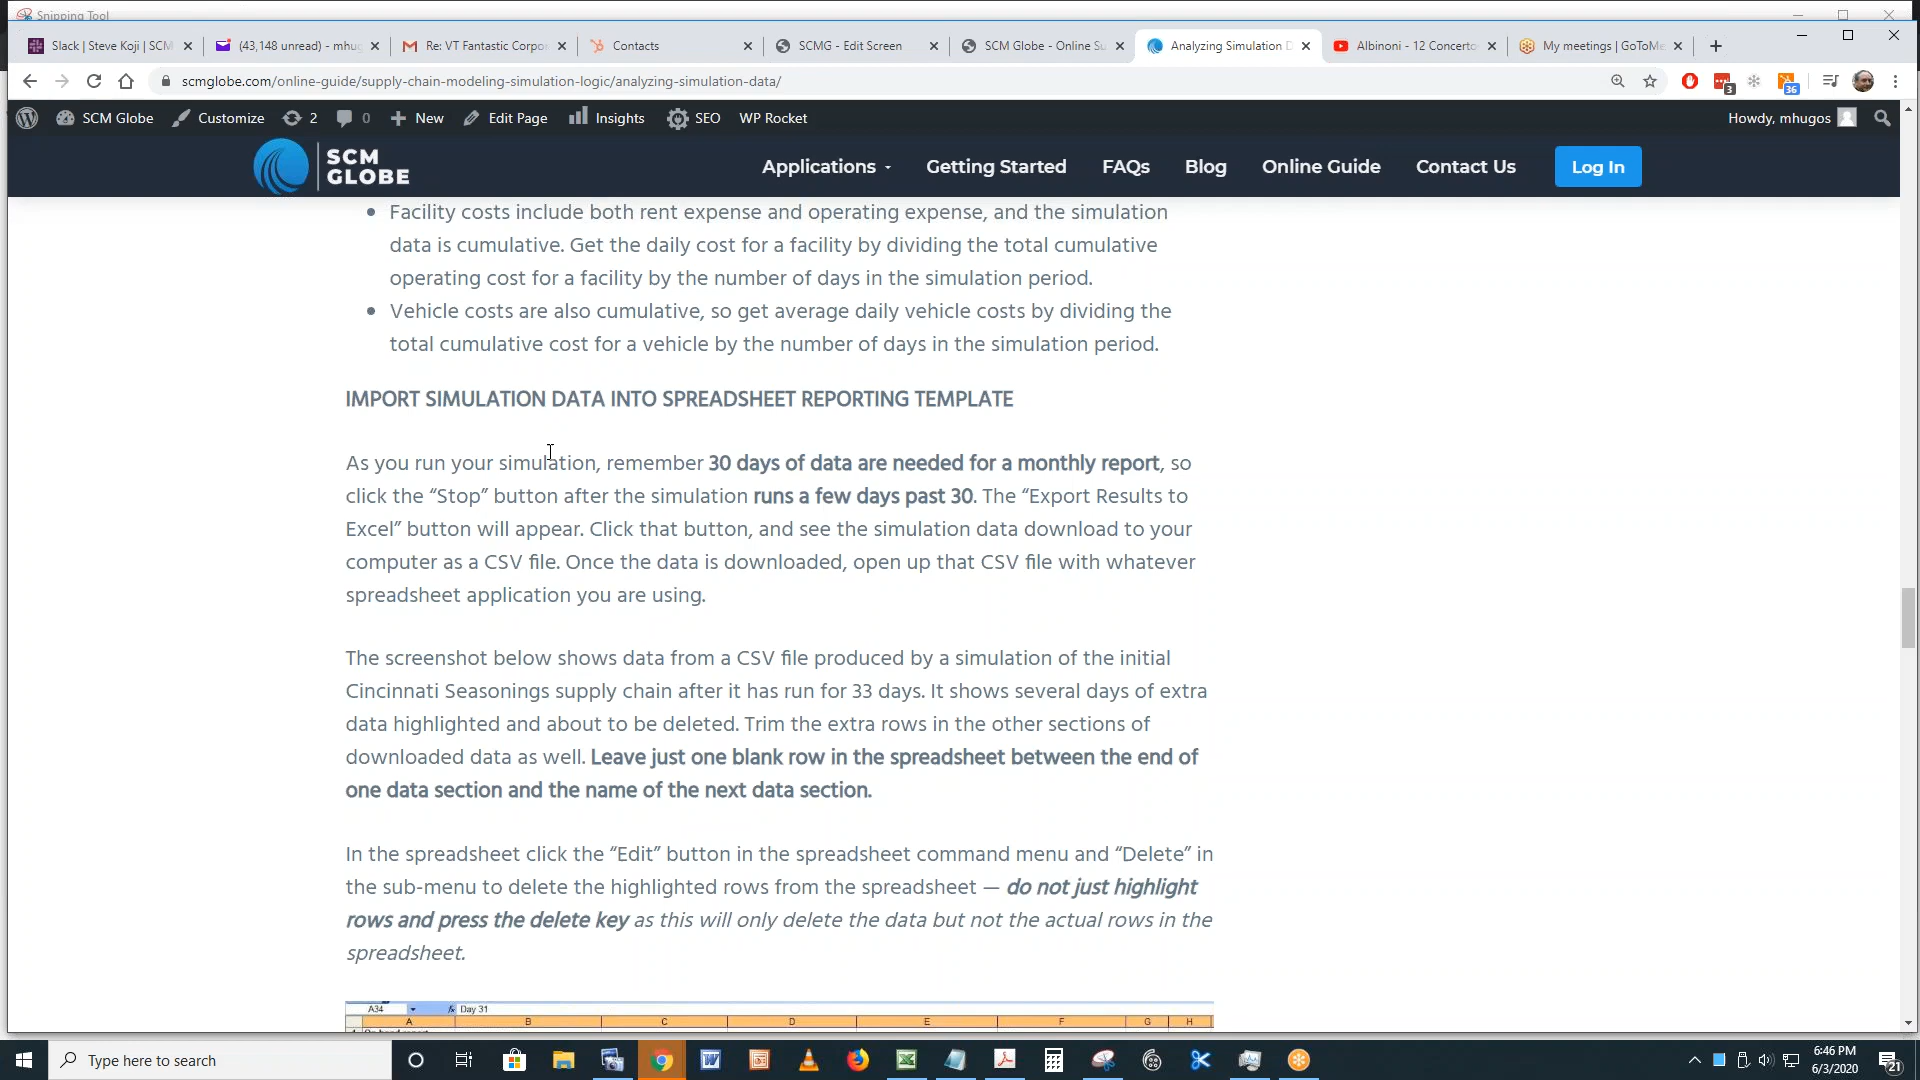 Snipping Tool
Slack | Steve Koji | SCM
(43,148 unread) - mhug
Re: VT Fantastic Corpo
Contacts
SCMG - Edit Screen
SCM Globe - Online Su
Analyzing Simulation D
Albinoni - 12 Concerto
My meetings | GoToMe
scmglobe.com/online-guide/supply-chain-modeling-simulation-logic/analyzing-simulation-data/
3
36
SCM Globe
Customize
2
0
New
Edit Page
Insights
SEO
WP Rocket
Howdy, mhugos
SCM
GLOBE
Applications
Getting Started
FAQs
Blog
Online Guide
Contact Us
Log In
• Facility costs include both rent expense and operating expense, and the simulation
data is cumulative. Get the daily cost for a facility by dividing the total cumulative
operating cost for a facility by the number of days in the simulation period.
• Vehicle costs are also cumulative, so get average daily vehicle costs by dividing the
total cumulative cost for a vehicle by the number of days in the simulation period.
IMPORT SIMULATION DATA INTO SPREADSHEET REPORTING TEMPLATE
As you run your simulation, remember 30 days of data are needed for a monthly report, so
click the “Stop” button after the simulation runs a few days past 30. The “Export Results to
Excel” button will appear. Click that button, and see the simulation data download to your
computer as a CSV file. Once the data is downloaded, open up that CSV file with whatever
spreadsheet application you are using.
The screenshot below shows data from a CSV file produced by a simulation of the initial
Cincinnati Seasonings supply chain after it has run for 33 days. It shows several days of extra
data highlighted and about to be deleted. Trim the extra rows in the other sections of
downloaded data as well. Leave just one blank row in the spreadsheet between the end of
one data section and the name of the next data section.
In the spreadsheet click the “Edit” button in the spreadsheet command menu and “Delete” in
the sub-menu to delete the highlighted rows from the spreadsheet — do not just highlight
rows and press the delete key as this will only delete the data but not the actual rows in the
spreadsheet.
A34
fx Day 31
A B C D E F G H
Type here to search
6:46 PM
6/3/2020
21